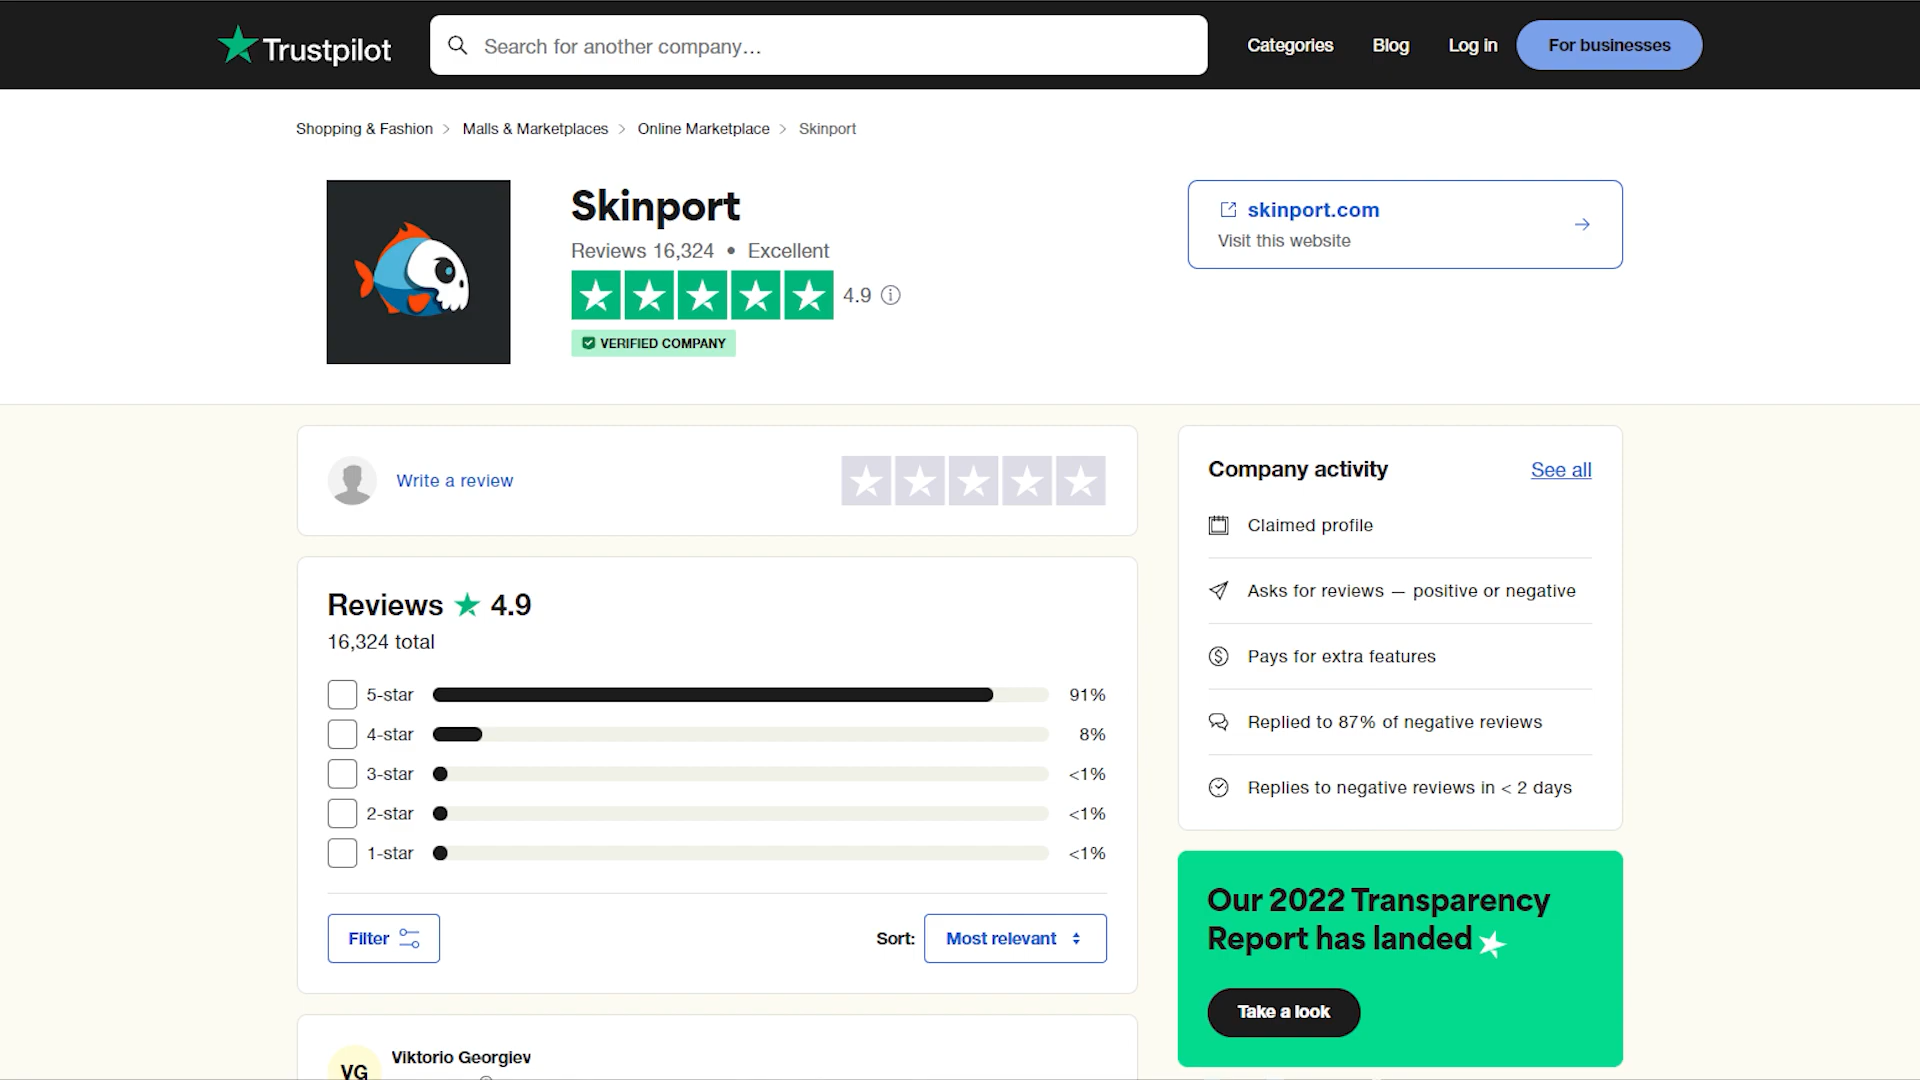 Trustpilot
Search for another company...
Categories
Blog
Log in
For businesses
Shopping & Fashion
Malls & Marketplaces
Online Marketplace
Skinport
Skinport
Reviews 16,324 • Excellent
4.9
VERIFIED COMPANY
skinport.com
Visit this website
Write a review
Reviews 4.9
16,324 total
5-star 91%
4-star 8%
3-star <1%
2-star <1%
1-star <1%
Filter
Sort: Most relevant
VG
Viktorio Georgiev
Company activity
See all
Claimed profile
Asks for reviews — positive or negative
Pays for extra features
Replied to 87% of negative reviews
Replies to negative reviews in < 2 days
Our 2022 Transparency
Report has landed
Take a look